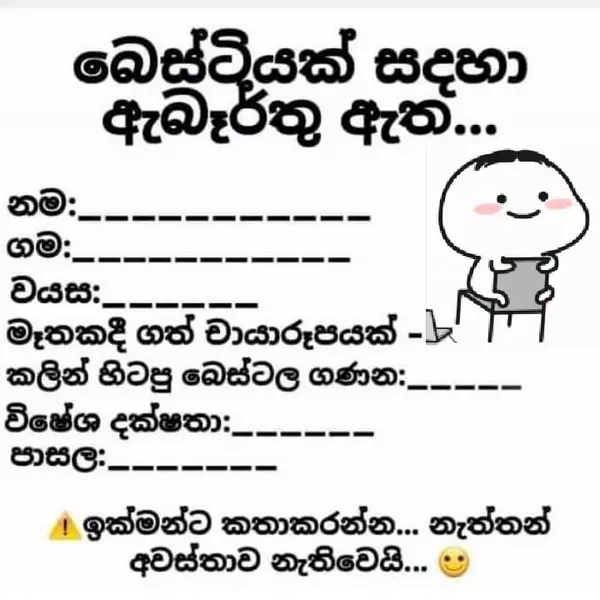 බෙස්ටියක් සදහා
ඇබෑර්තු ඇත...
නම:___________
ගම:___________
වයස:______
මෑතකදී ගත් චායාරූපයක් -
කලින් හිටපු බෙස්ටල ගණන:_____
විෂේශ දක්ෂතා:______
පාසල:_______
⚠️ඉක්මන්ට කතාකරන්න... නැත්තන්
අවස්තාව නැතිවෙයි... 🙂